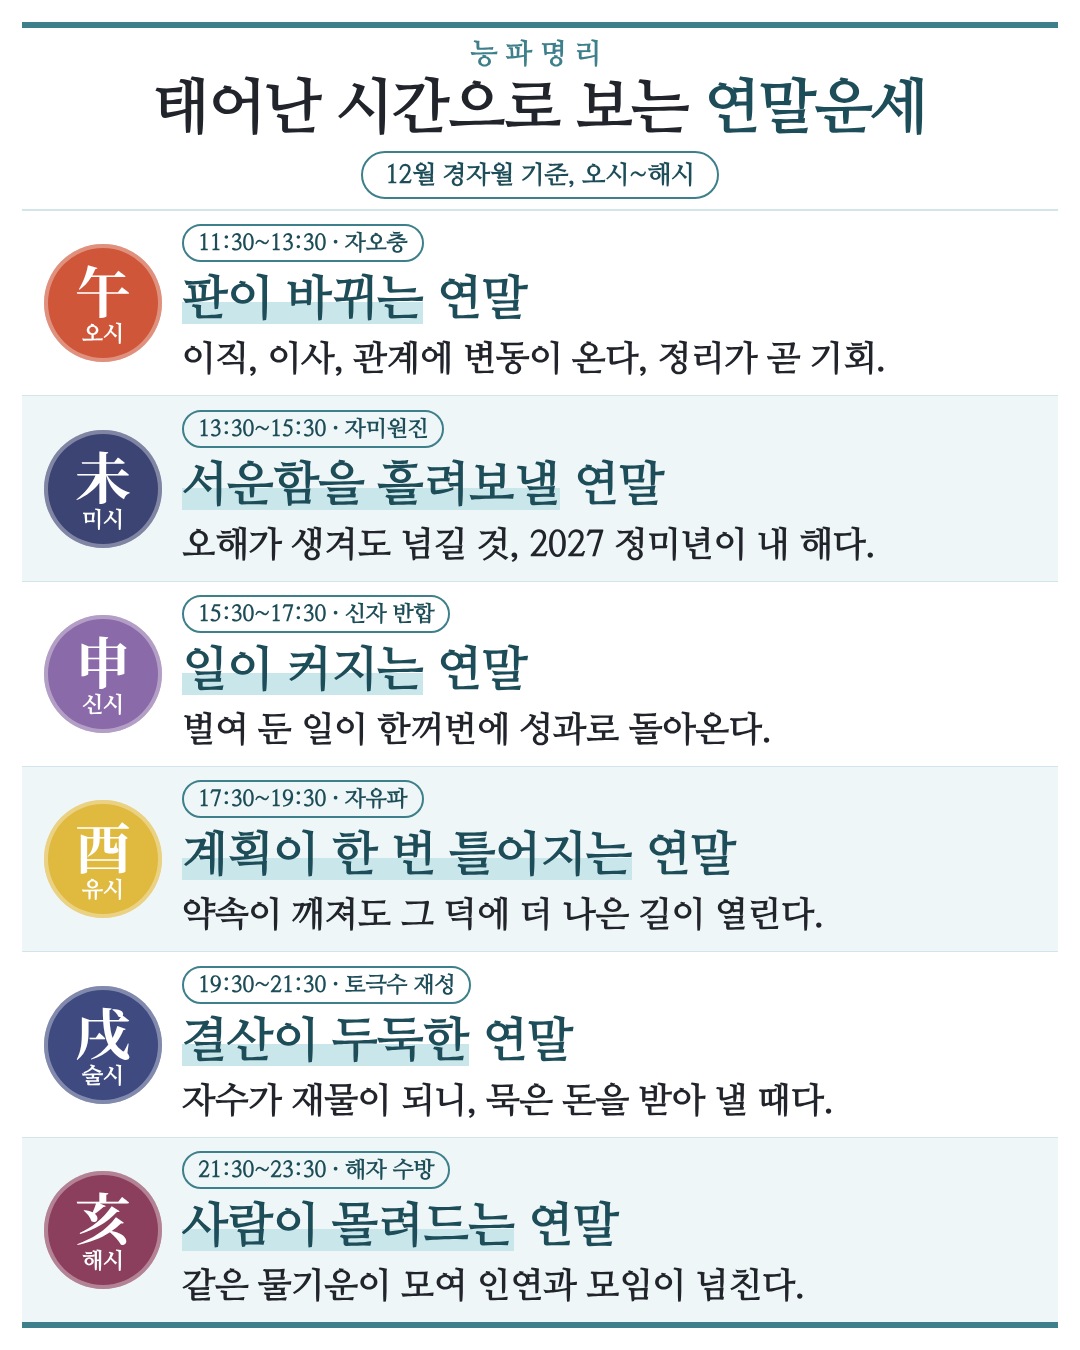 능파명리
태어난 시간으로 보는 연말운세
12월 경자월 기준, 오시~해시
午
오시
11:30~13:30 · 자오충
판이 바뀌는 연말
이직, 이사, 관계에 변동이 온다, 정리가 곧 기회.
未
미시
13:30~15:30 · 자미원진
서운함을 흘려보낼 연말
오해가 생겨도 넘길 것, 2027 정미년이 내 해다.
申
신시
15:30~17:30 · 신자 반합
일이 커지는 연말
벌여 둔 일이 한꺼번에 성과로 돌아온다.
酉
유시
17:30~19:30 · 자유파
계획이 한 번 틀어지는 연말
약속이 깨져도 그 덕에 더 나은 길이 열린다.
戌
술시
19:30~21:30 · 토극수 재성
결산이 두둑한 연말
자수가 재물이 되니, 묵은 돈을 받아 낼 때다.
亥
해시
21:30~23:30 · 해자 수방
사람이 몰려드는 연말
같은 물기운이 모여 인연과 모임이 넘친다.